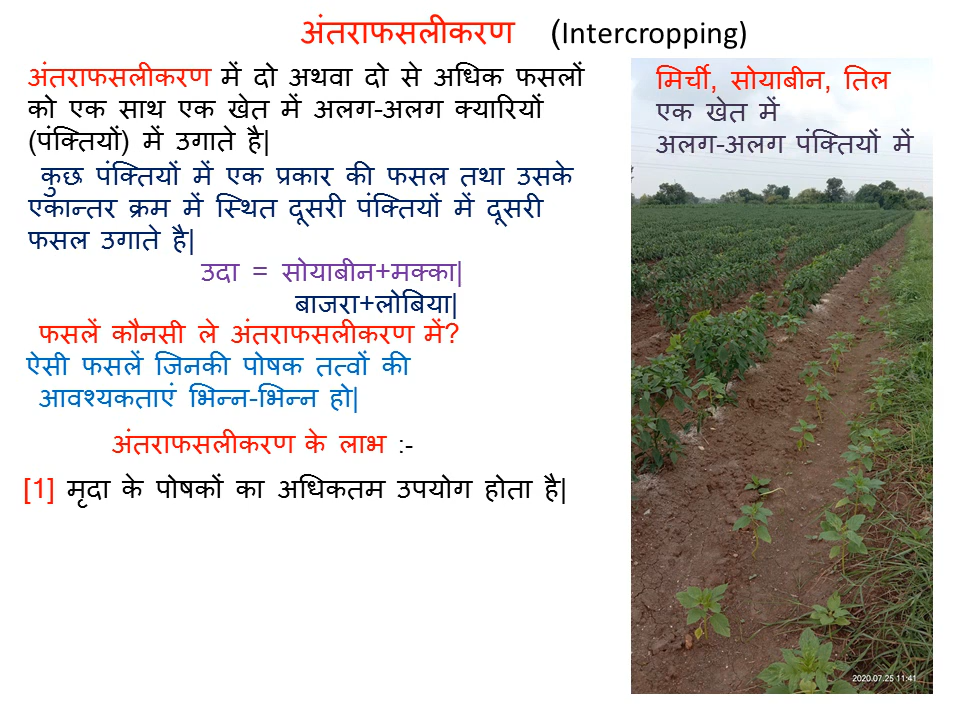 अंतराफसलीकरण (Intercropping)
अंतराफसलीकरण में दो अथवा दो से अधिक फसलों
को एक साथ एक खेत में अलग-अलग क्यारियों
(पंक्तियों) में उगाते है|
कुछ पंक्तियों में एक प्रकार की फसल तथा उसके
एकान्तर क्रम में स्थित दूसरी पंक्तियों में दूसरी
फसल उगाते है|
उदा = सोयाबीन+मक्का|
बाजरा+लोबिया|
फसलें कौनसी ले अंतराफसलीकरण में?
ऐसी फसलें जिनकी पोषक तत्वों की
आवश्यकताएं भिन्न-भिन्न हो|
अंतराफसलीकरण के लाभ :-
[1] मृदा के पोषकों का अधिकतम उपयोग होता है|
मिर्ची, सोयाबीन, तिल
एक खेत में
अलग-अलग पंक्तियों में
2020.07.25 11:41